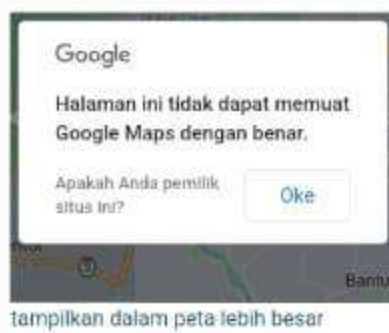 Google
Halaman ini tidak dapat memuat
Google Maps dengan benar.
Apakah Anda pemilik
situs ini?
Oke
Bantu
tampilkan dalam peta lebih besar